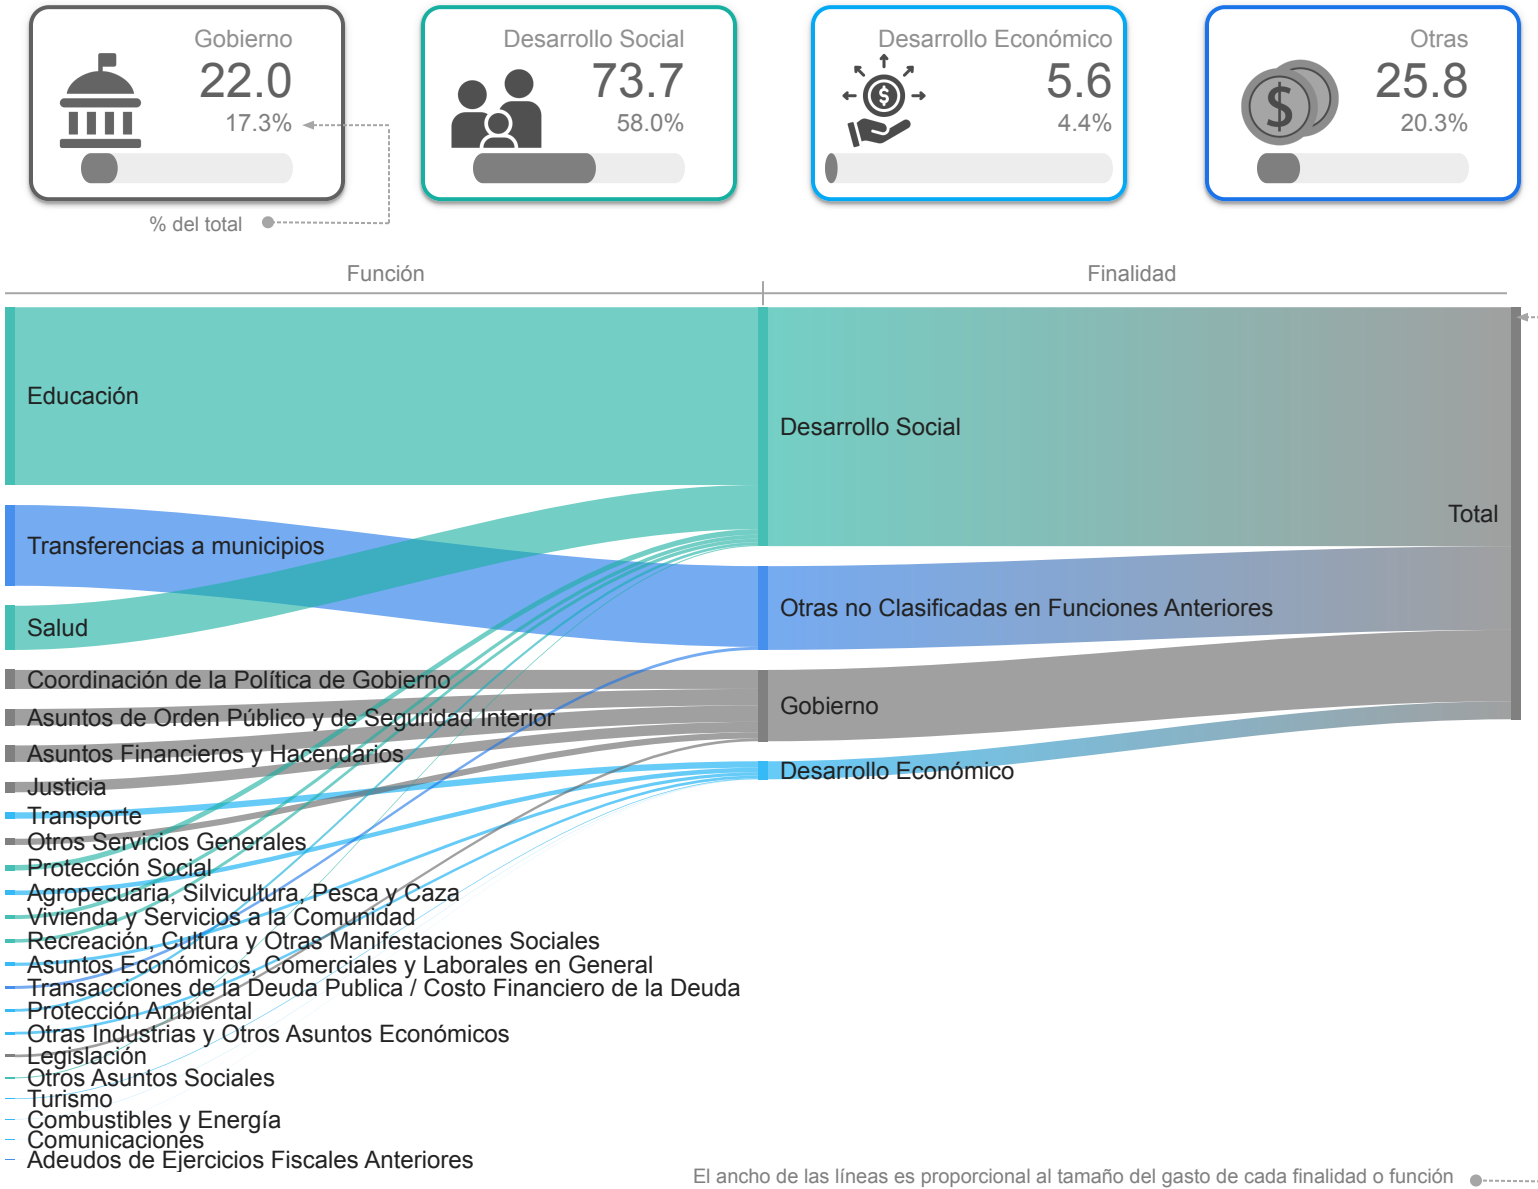 Gobierno
22.0
17.3%
Desarrollo Social
73.7
58.0%
Desarrollo Económico
5.6
4.4%
Otras
25.8
20.3%
% del total
Función
Finalidad
Educación
Desarrollo Social
Total
Transferencias a municipios
Otras no Clasificadas en Funciones Anteriores
Salud
Coordinación de la Política de Gobierno
Gobierno
Asuntos de Orden Público y de Seguridad Interior
Asuntos Financieros y Hacendarios
Desarrollo Económico
Justicia
Transporte
Otros Servicios Generales
Protección Social
Agropecuaria, Silvicultura, Pesca y Caza
Vivienda y Servicios a la Comunidad
Recreación, Cultura y Otras Manifestaciones Sociales
Asuntos Económicos, Comerciales y Laborales en General
Transacciones de la Deuda Publica / Costo Financiero de la Deuda
Protección Ambiental
Otras Industrias y Otros Asuntos Económicos
Legislación
Otros Asuntos Sociales
Turismo
Combustibles y Energía
Comunicaciones
Adeudos de Ejercicios Fiscales Anteriores
El ancho de las líneas es proporcional al tamaño del gasto de cada finalidad o función